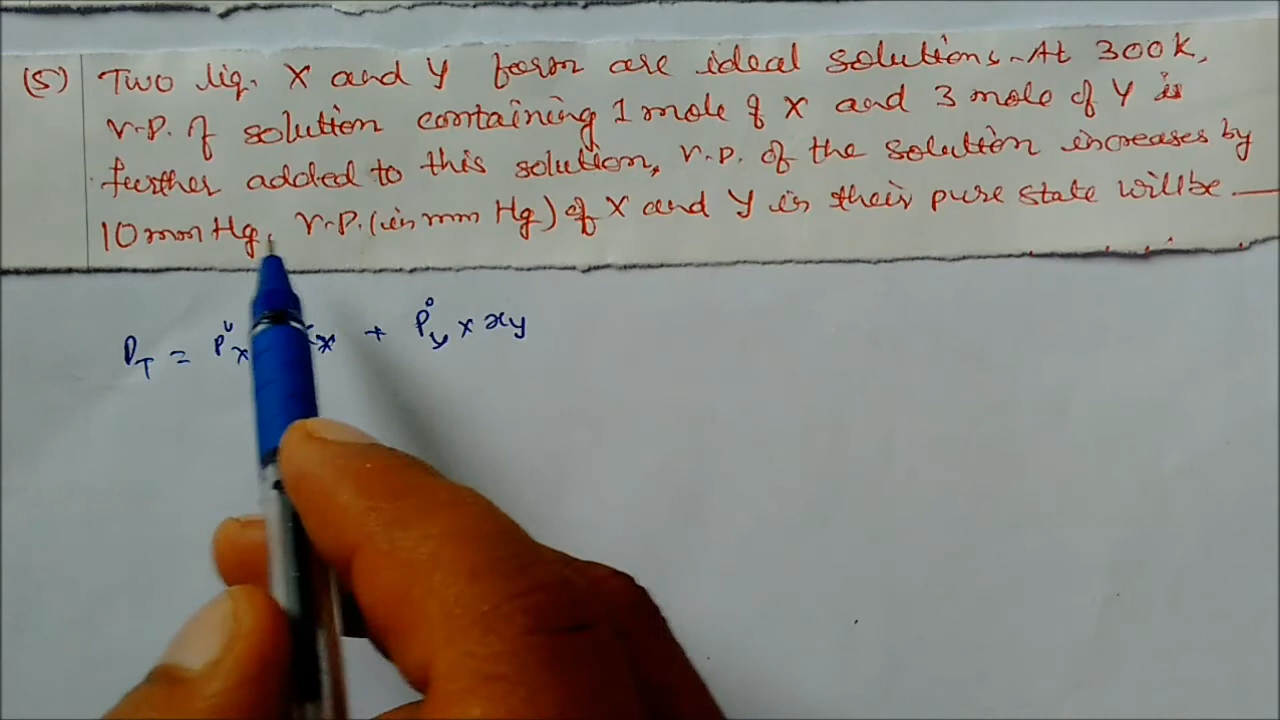 (5) Two liq. X and Y form are ideal solutions. At 300K,
V.P. of solution containing 1 mole of X and 3 mole of Y is
further added to this solution, V.P. of the solution increases by
10 mm Hg. V.P. (in mm Hg) of X and Y in their pure state will be —
P_T = P°_X x + P°_y × x_y